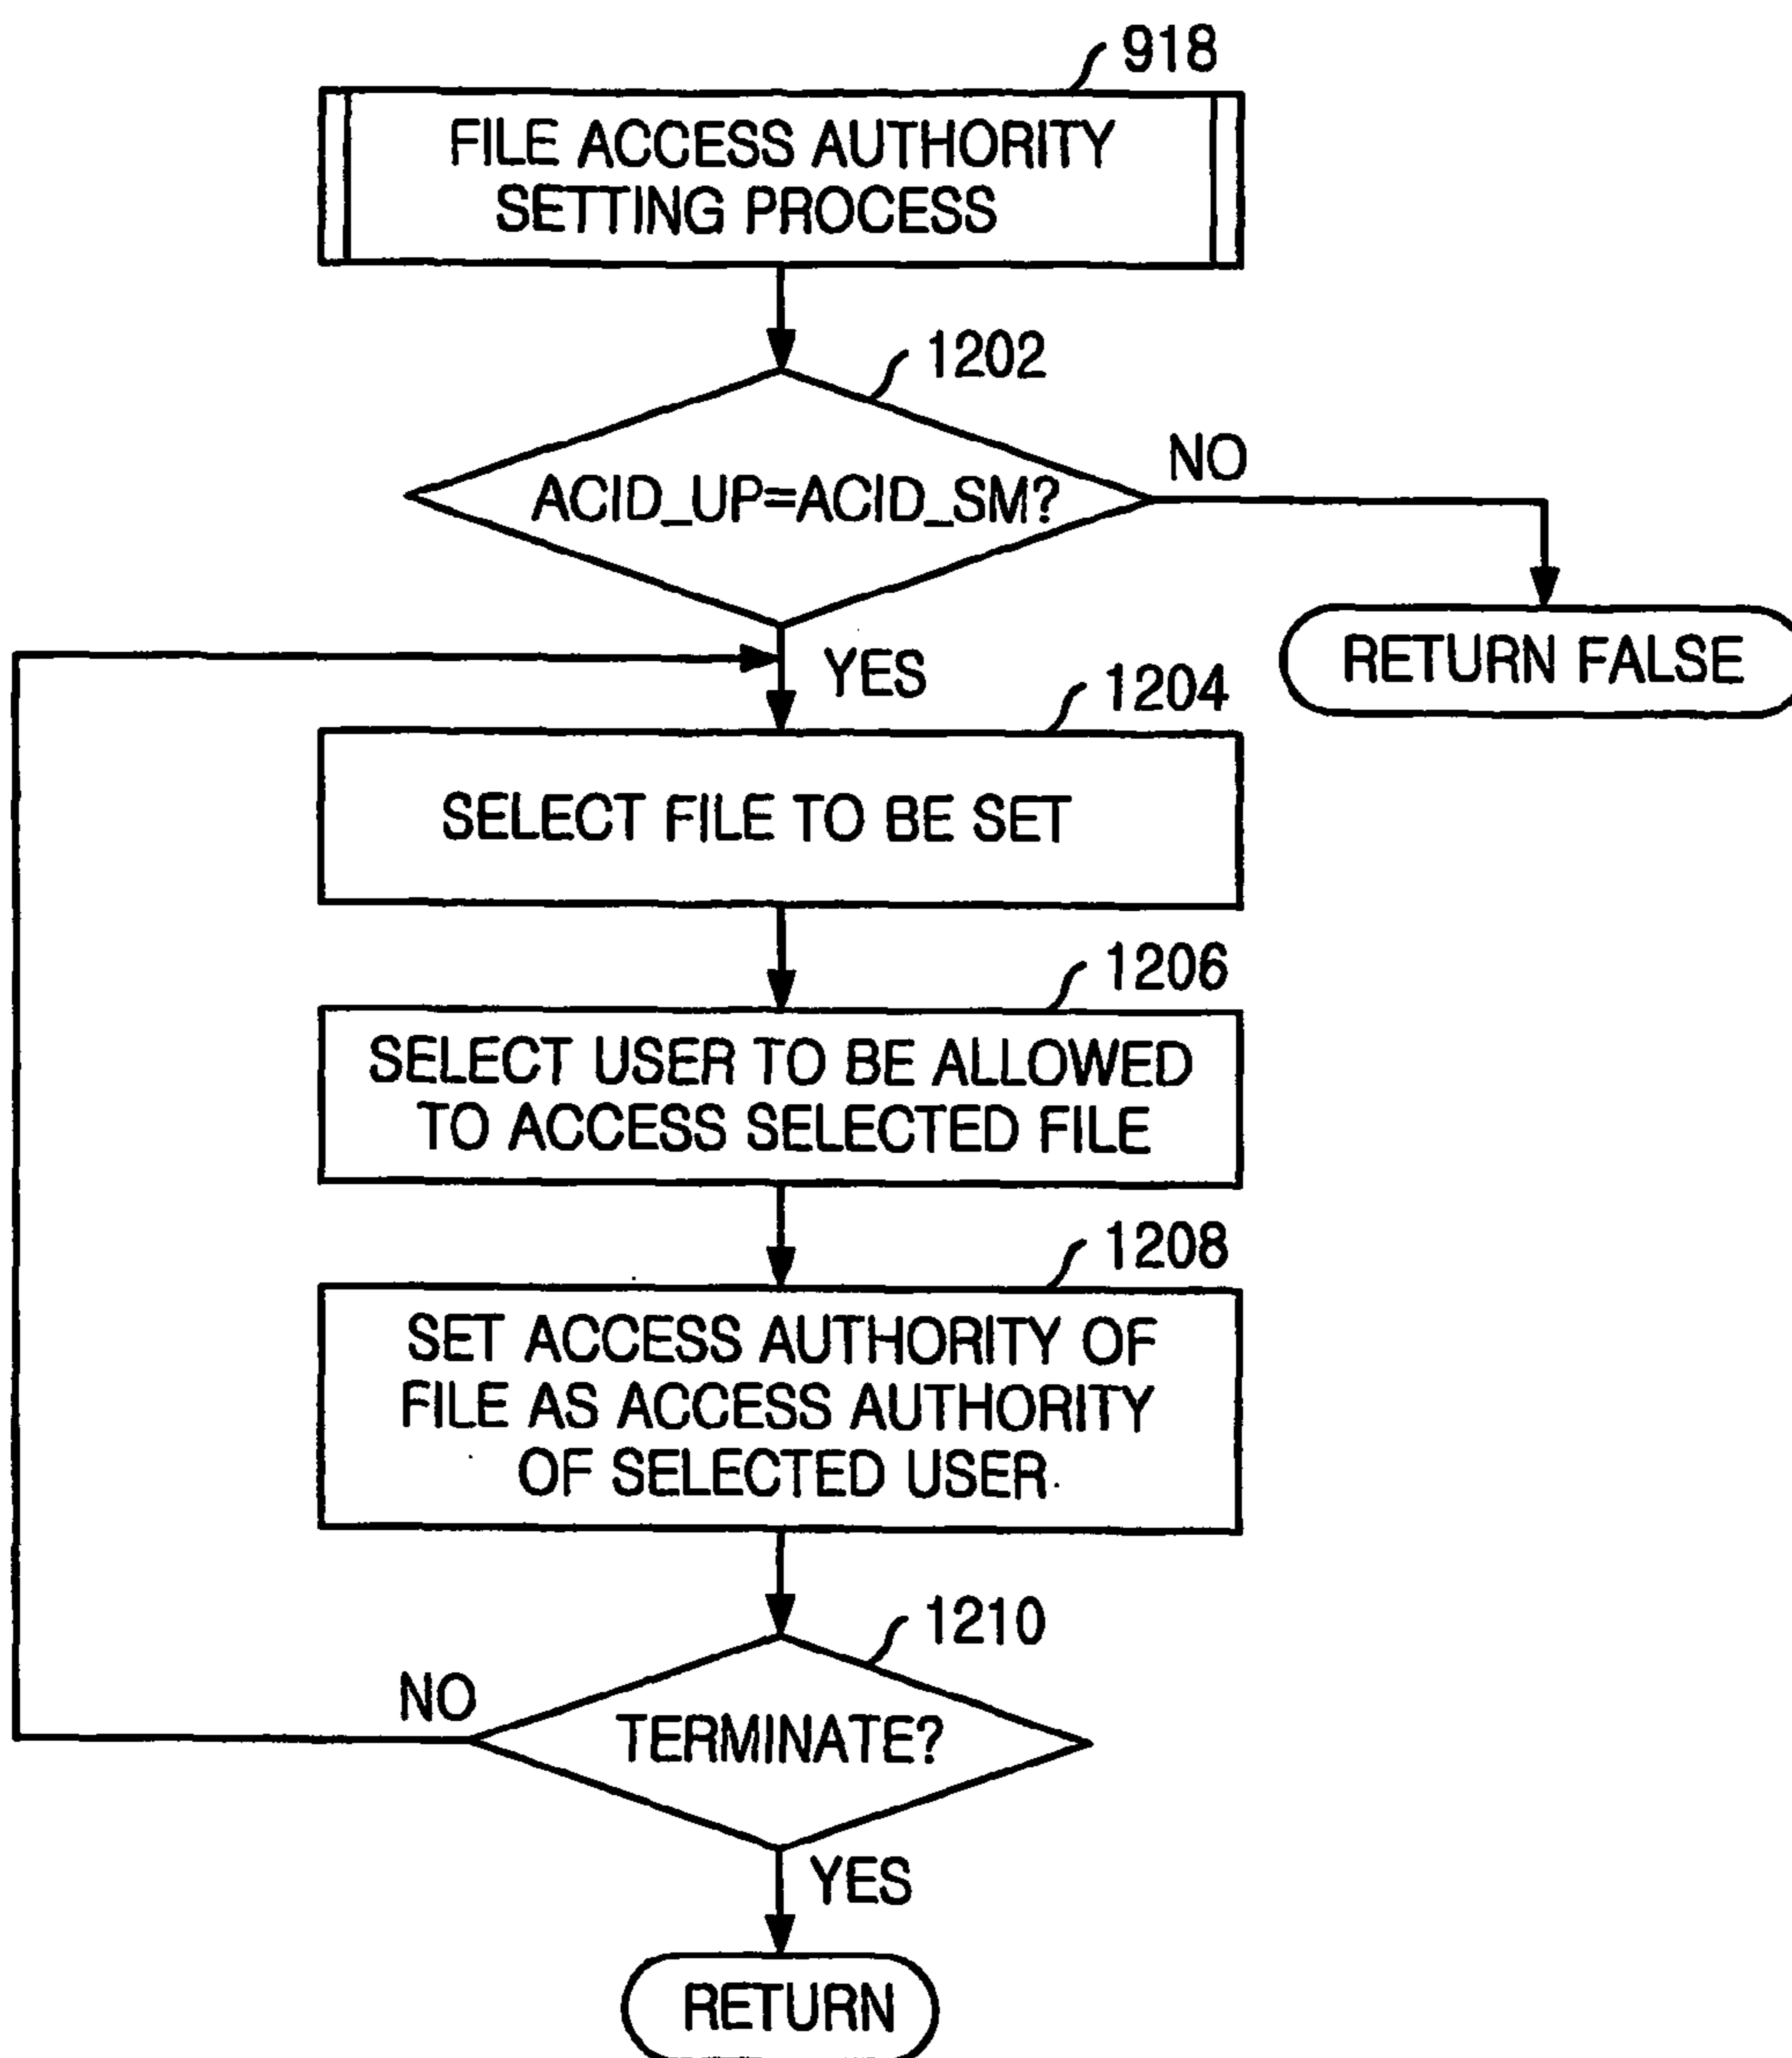 918
FILE ACCESS AUTHORITY
SETTING PROCESS
1202
ACID_UP=ACID_SM?
NO
RETURN FALSE
YES
1204
SELECT FILE TO BE SET
1206
SELECT USER TO BE ALLOWED
TO ACCESS SELECTED FILE
1208
SET ACCESS AUTHORITY OF
FILE AS ACCESS AUTHORITY
OF SELECTED USER
1210
NO
TERMINATE?
YES
RETURN